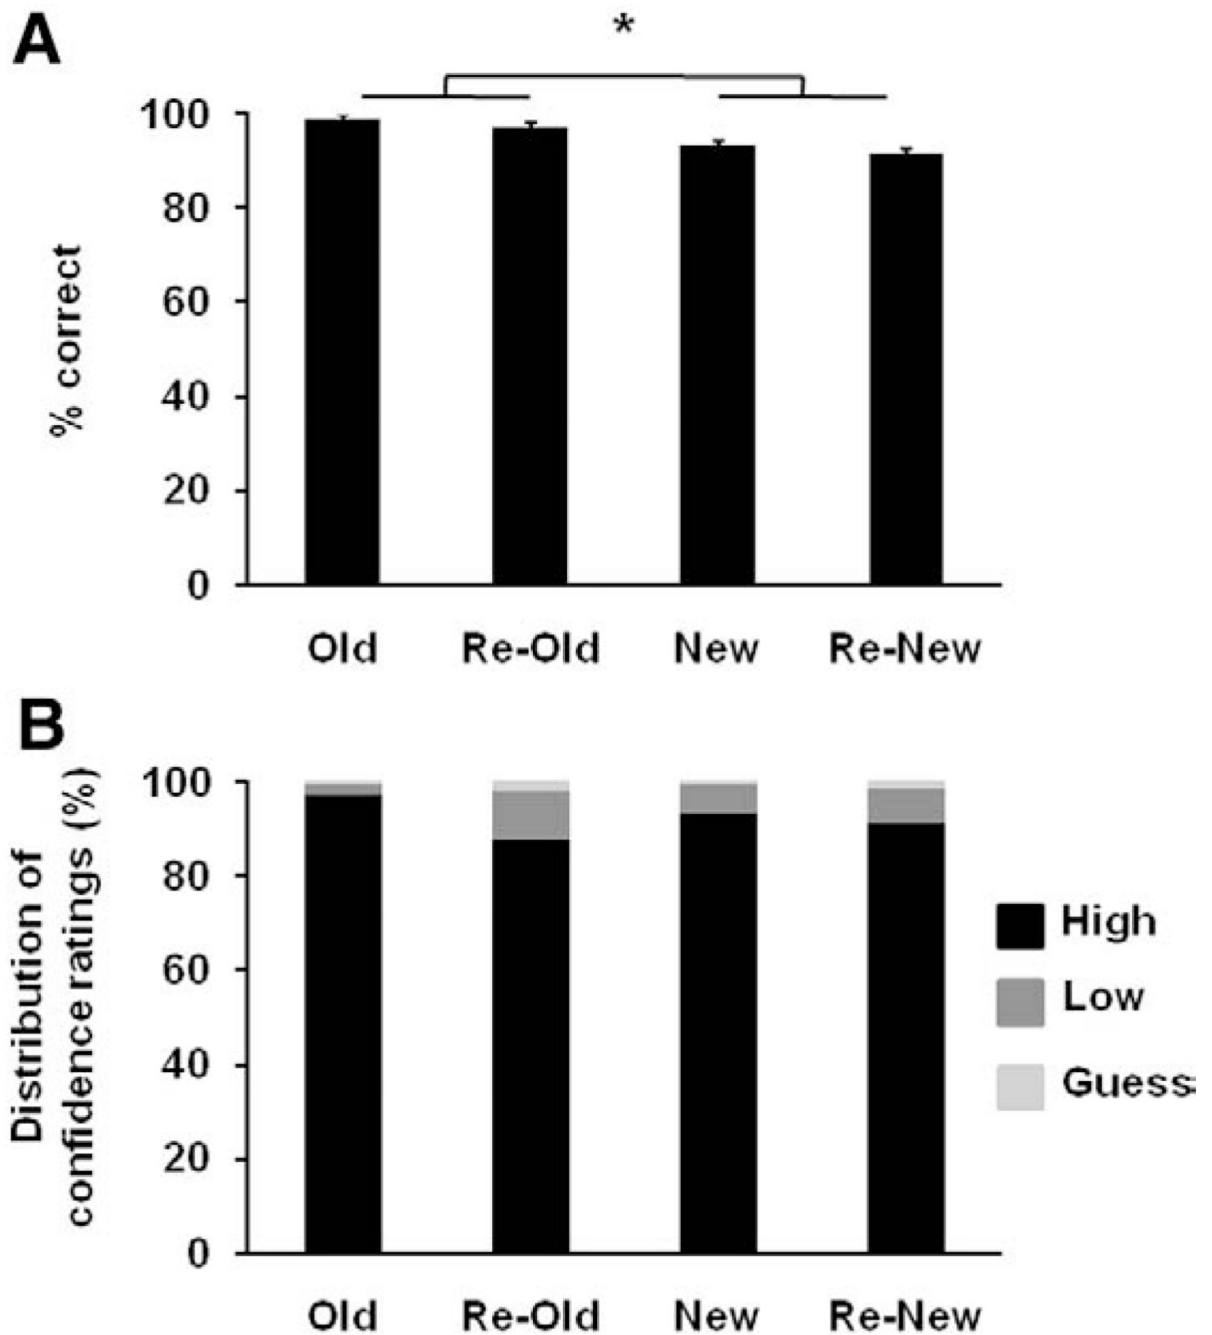 A
*
100
80
60
40
20
0
% correct
Old Re-Old New Re-New
B
100
80
60
40
20
0
Distribution of
confidence ratings (%)
High
Low
Guess
Old Re-Old New Re-New